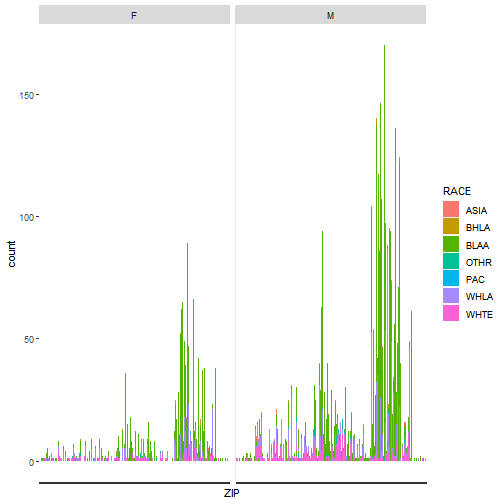 F
M
150
100
50
0
count
ZIP
RACE
ASIA
BHLA
BLAA
OTHR
PAC
WHLA
WHTE